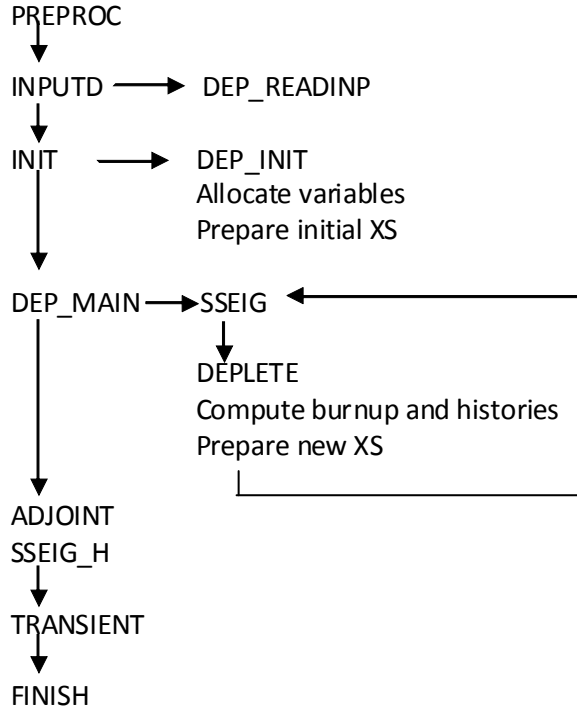 PREPROC
INPUTD DEP_READINP
INIT DEP_INIT
Allocate variables
Prepare initial XS
DEP_MAIN SSEIG
DEPLETE
Compute burnup and histories
Prepare new XS
ADJOINT
SSEIG_H
TRANSIENT
FINISH